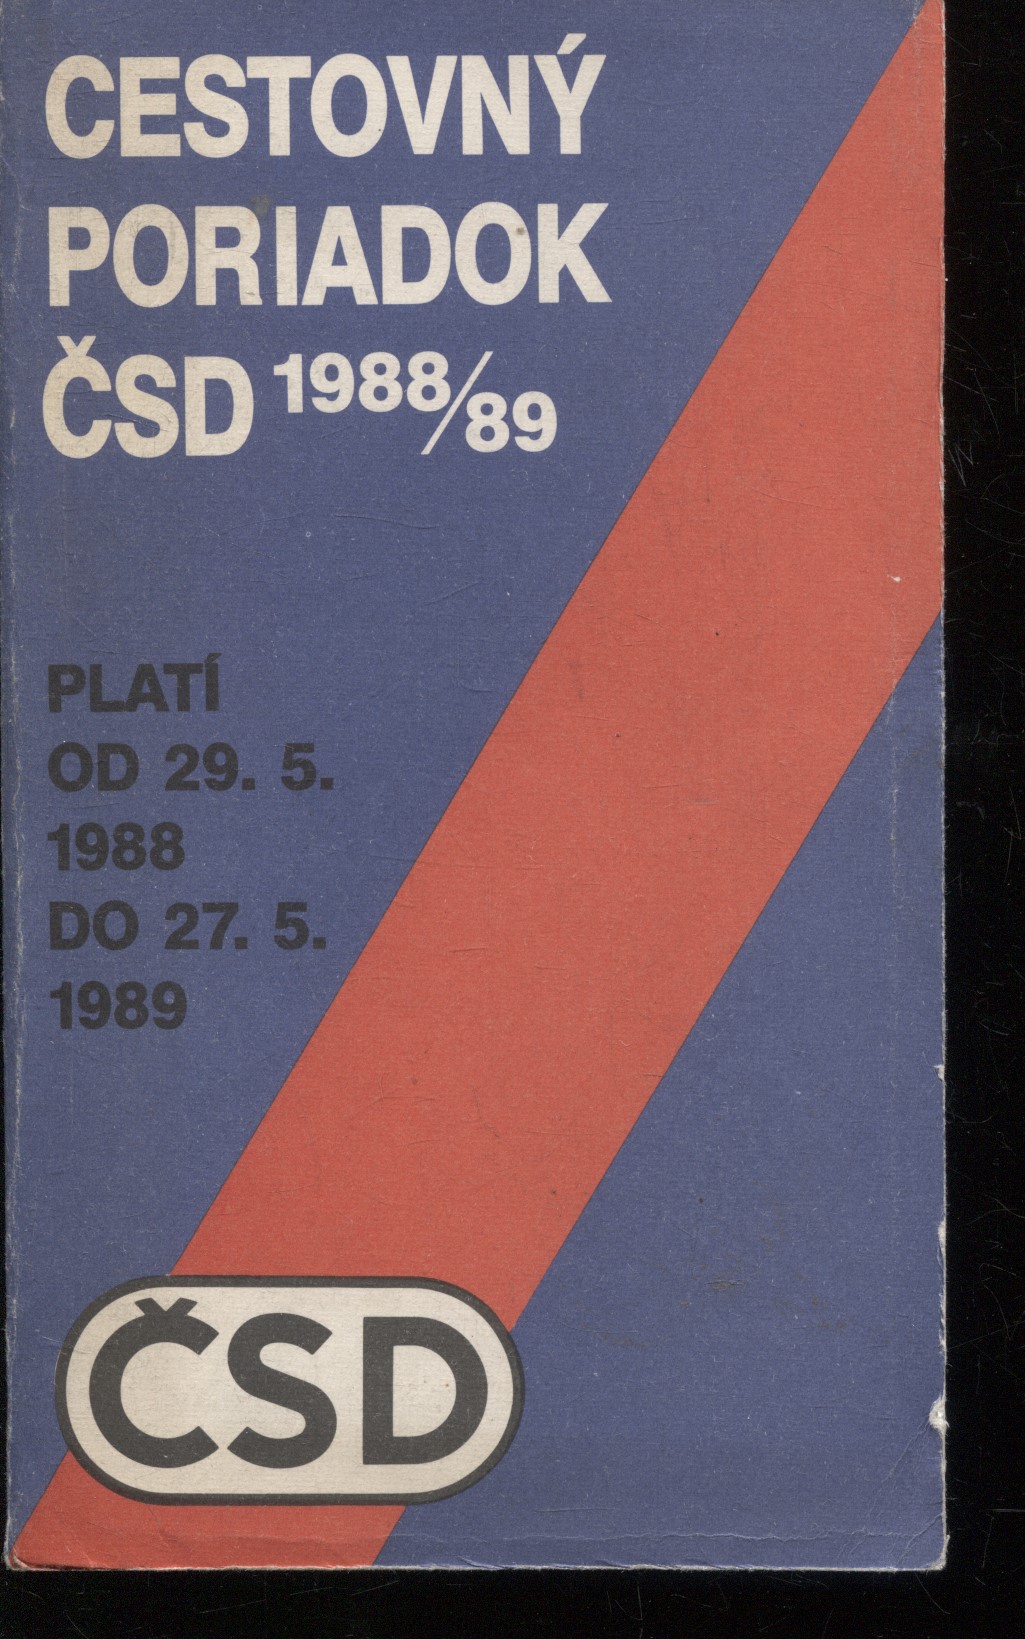 CESTOVNÝ
PORIADOK
ČSD 1988/89
PLATÍ
OD 29. 5.
1988
DO 27. 5.
1989
ČSD